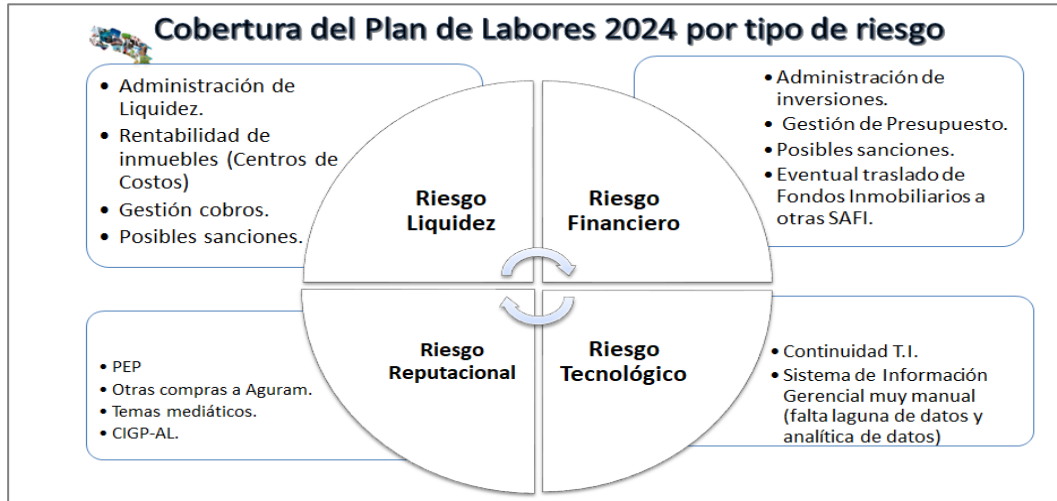 Cobertura del Plan de Labores 2024 por tipo de riesgo
• Administración de
Liquidez.
• Rentabilidad de
inmuebles (Centros de
Costos)
• Gestión cobros.
• Posibles sanciones.
Riesgo
Liquidez
• Administración de
inversiones.
• Gestión de Presupuesto.
• Posibles sanciones.
• Eventual traslado de
Fondos Inmobiliarios a
otras SAFI.
Riesgo
Financiero
• PEP
• Otras compras a Aguram.
• Temas mediáticos.
• CIGP-AL.
Riesgo
Reputacional
• Continuidad T.I.
• Sistema de Información
Gerencial muy manual
(falta laguna de datos y
analítica de datos)
Riesgo
Tecnológico